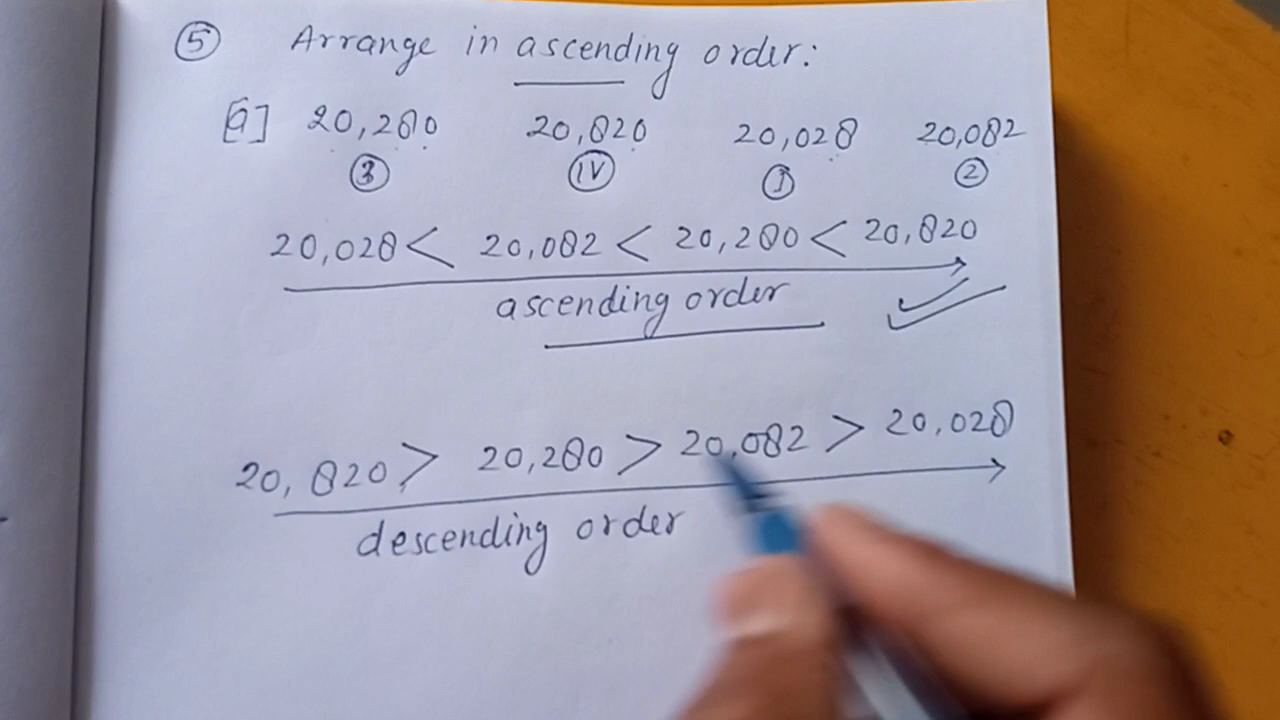 5 Arrange in ascending order:
[a] 20,280 20,820 20,028 20,082
3 IV 1 2
20,028 < 20,082 < 20,280 < 20,820
ascending order
20,820 > 20,280 > 20,082 > 20,028
descending order